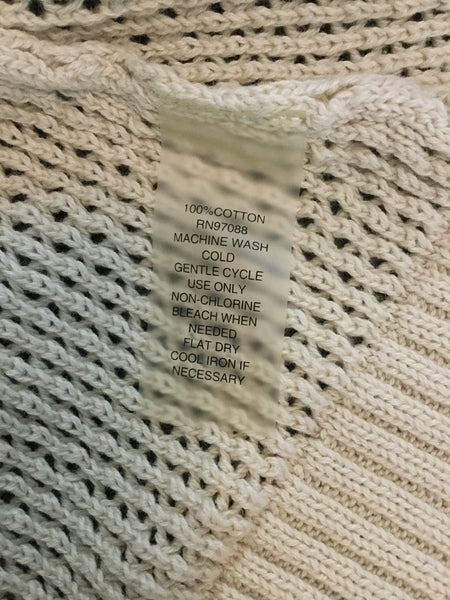 100%COTTON
RN97088
MACHINE WASH
COLD
GENTLE CYCLE
USE ONLY
NON-CHLORINE
BLEACH WHEN
NEEDED
FLAT DRY
COOL IRON IF
NECESSARY